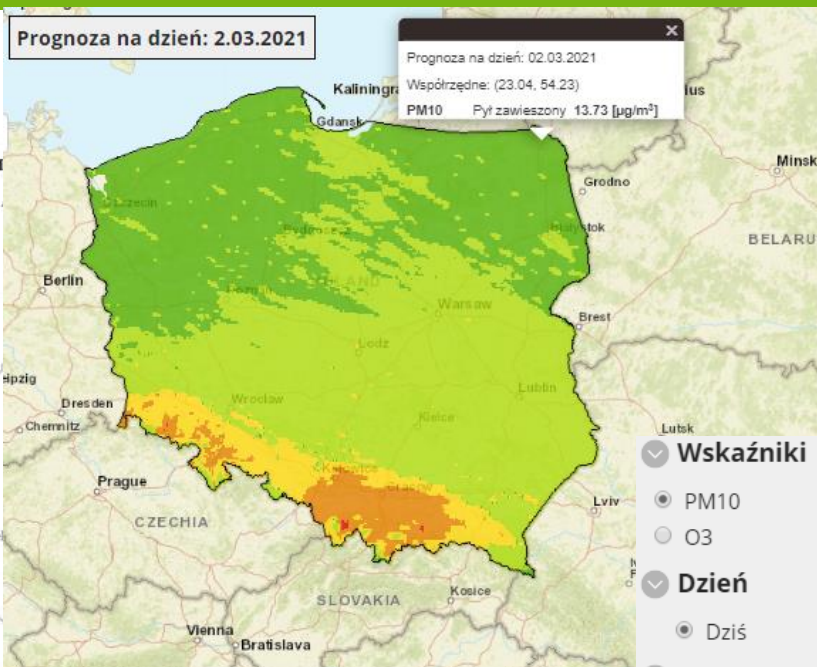 Prognoza na dzień: 2.03.2021
×
Prognoza na dzień: 02.03.2021
Współrzędne: (23.04, 54.23)
PM10 Pył zawieszony 13.73 [µg/m³]
Kaliningra
ius
Gdansk
Minsk
Grodno
Szczecin
Bydgoszcz
Bialystok
BELARU
Berlin
Poznan
POLAND
Warsaw
Brest
Lodz
eipzig
Dresden
Wroclaw
Lublin
Chemnitz
Kielce
Lutsk
Wskaźniki
Katowice
Prague
Cracow
Lviv
PM10
CZECHIA
O3
Dzień
SLOVAKIA
Kosice
Dziś
Vienna
Bratislava